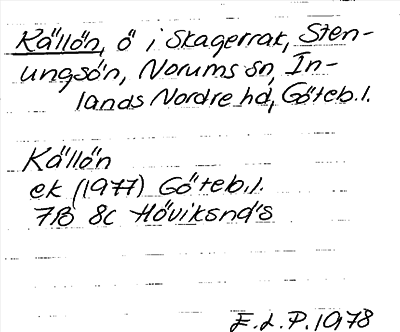 Källön, ö i Skagerrak, Sten-
ungsön, Norums sn, In-
lands Nordre hd, Göteb.l.
Källön
ek (1977) Göteb.l.
7B 8c Höviksnäs
E.L.P. 1978